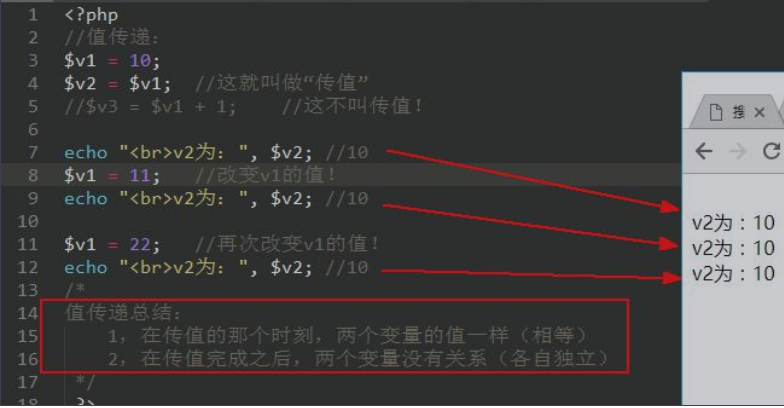 1 <?php
2 //值传递:
3 $v1 = 10;
4 $v2 = $v1;  //这就叫做“传值”
5 //$v3 = $v1 + 1;    //这不叫传值!
6
7 echo "<br>v2为: ", $v2; //10
8 $v1 = 11;   //改变v1的值!
9 echo "<br>v2为: ", $v2; //10
10
11 $v1 = 22;   //再次改变v1的值!
12 echo "<br>v2为: ", $v2; //10
13 /*
14 值传递总结:
15     1, 在传值的那个时刻, 两个变量的值一样（相等）
16     2, 在传值完成之后, 两个变量没有关系（各自独立）
17  */
?>
搜
v2为：10
v2为：10
v2为：10